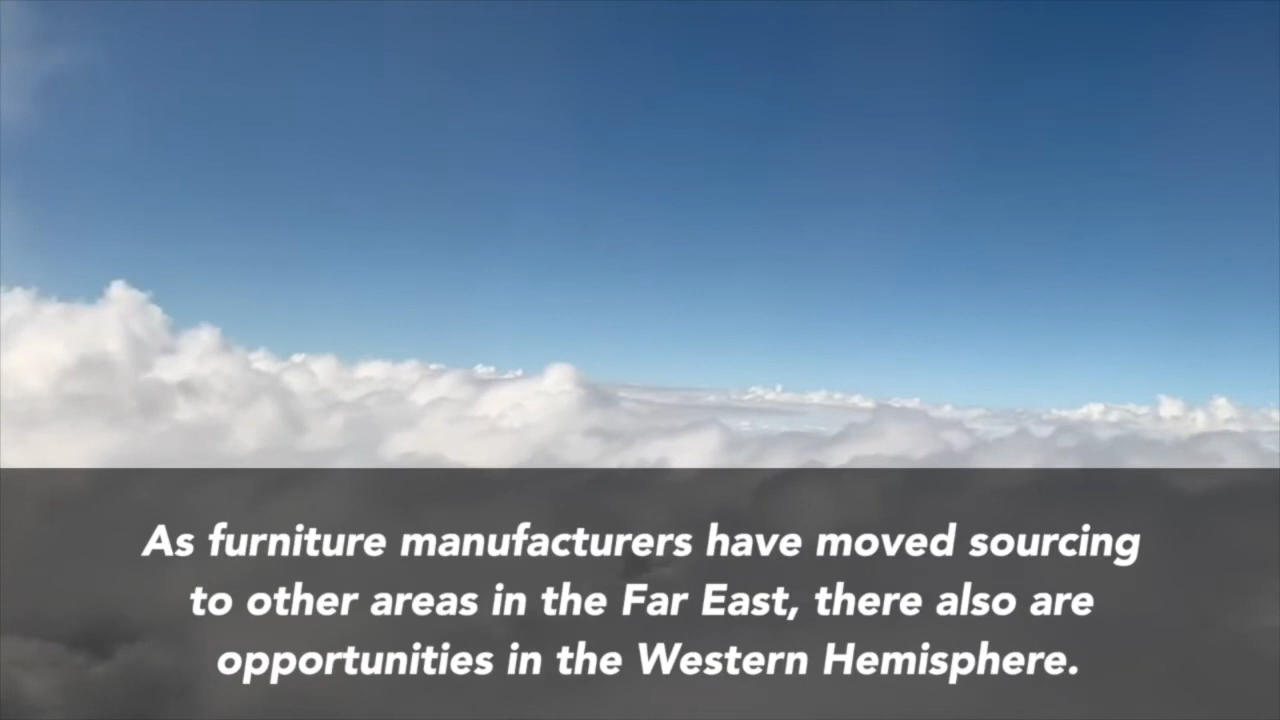 As furniture manufacturers have moved sourcing
to other areas in the Far East, there also are
opportunities in the Western Hemisphere.